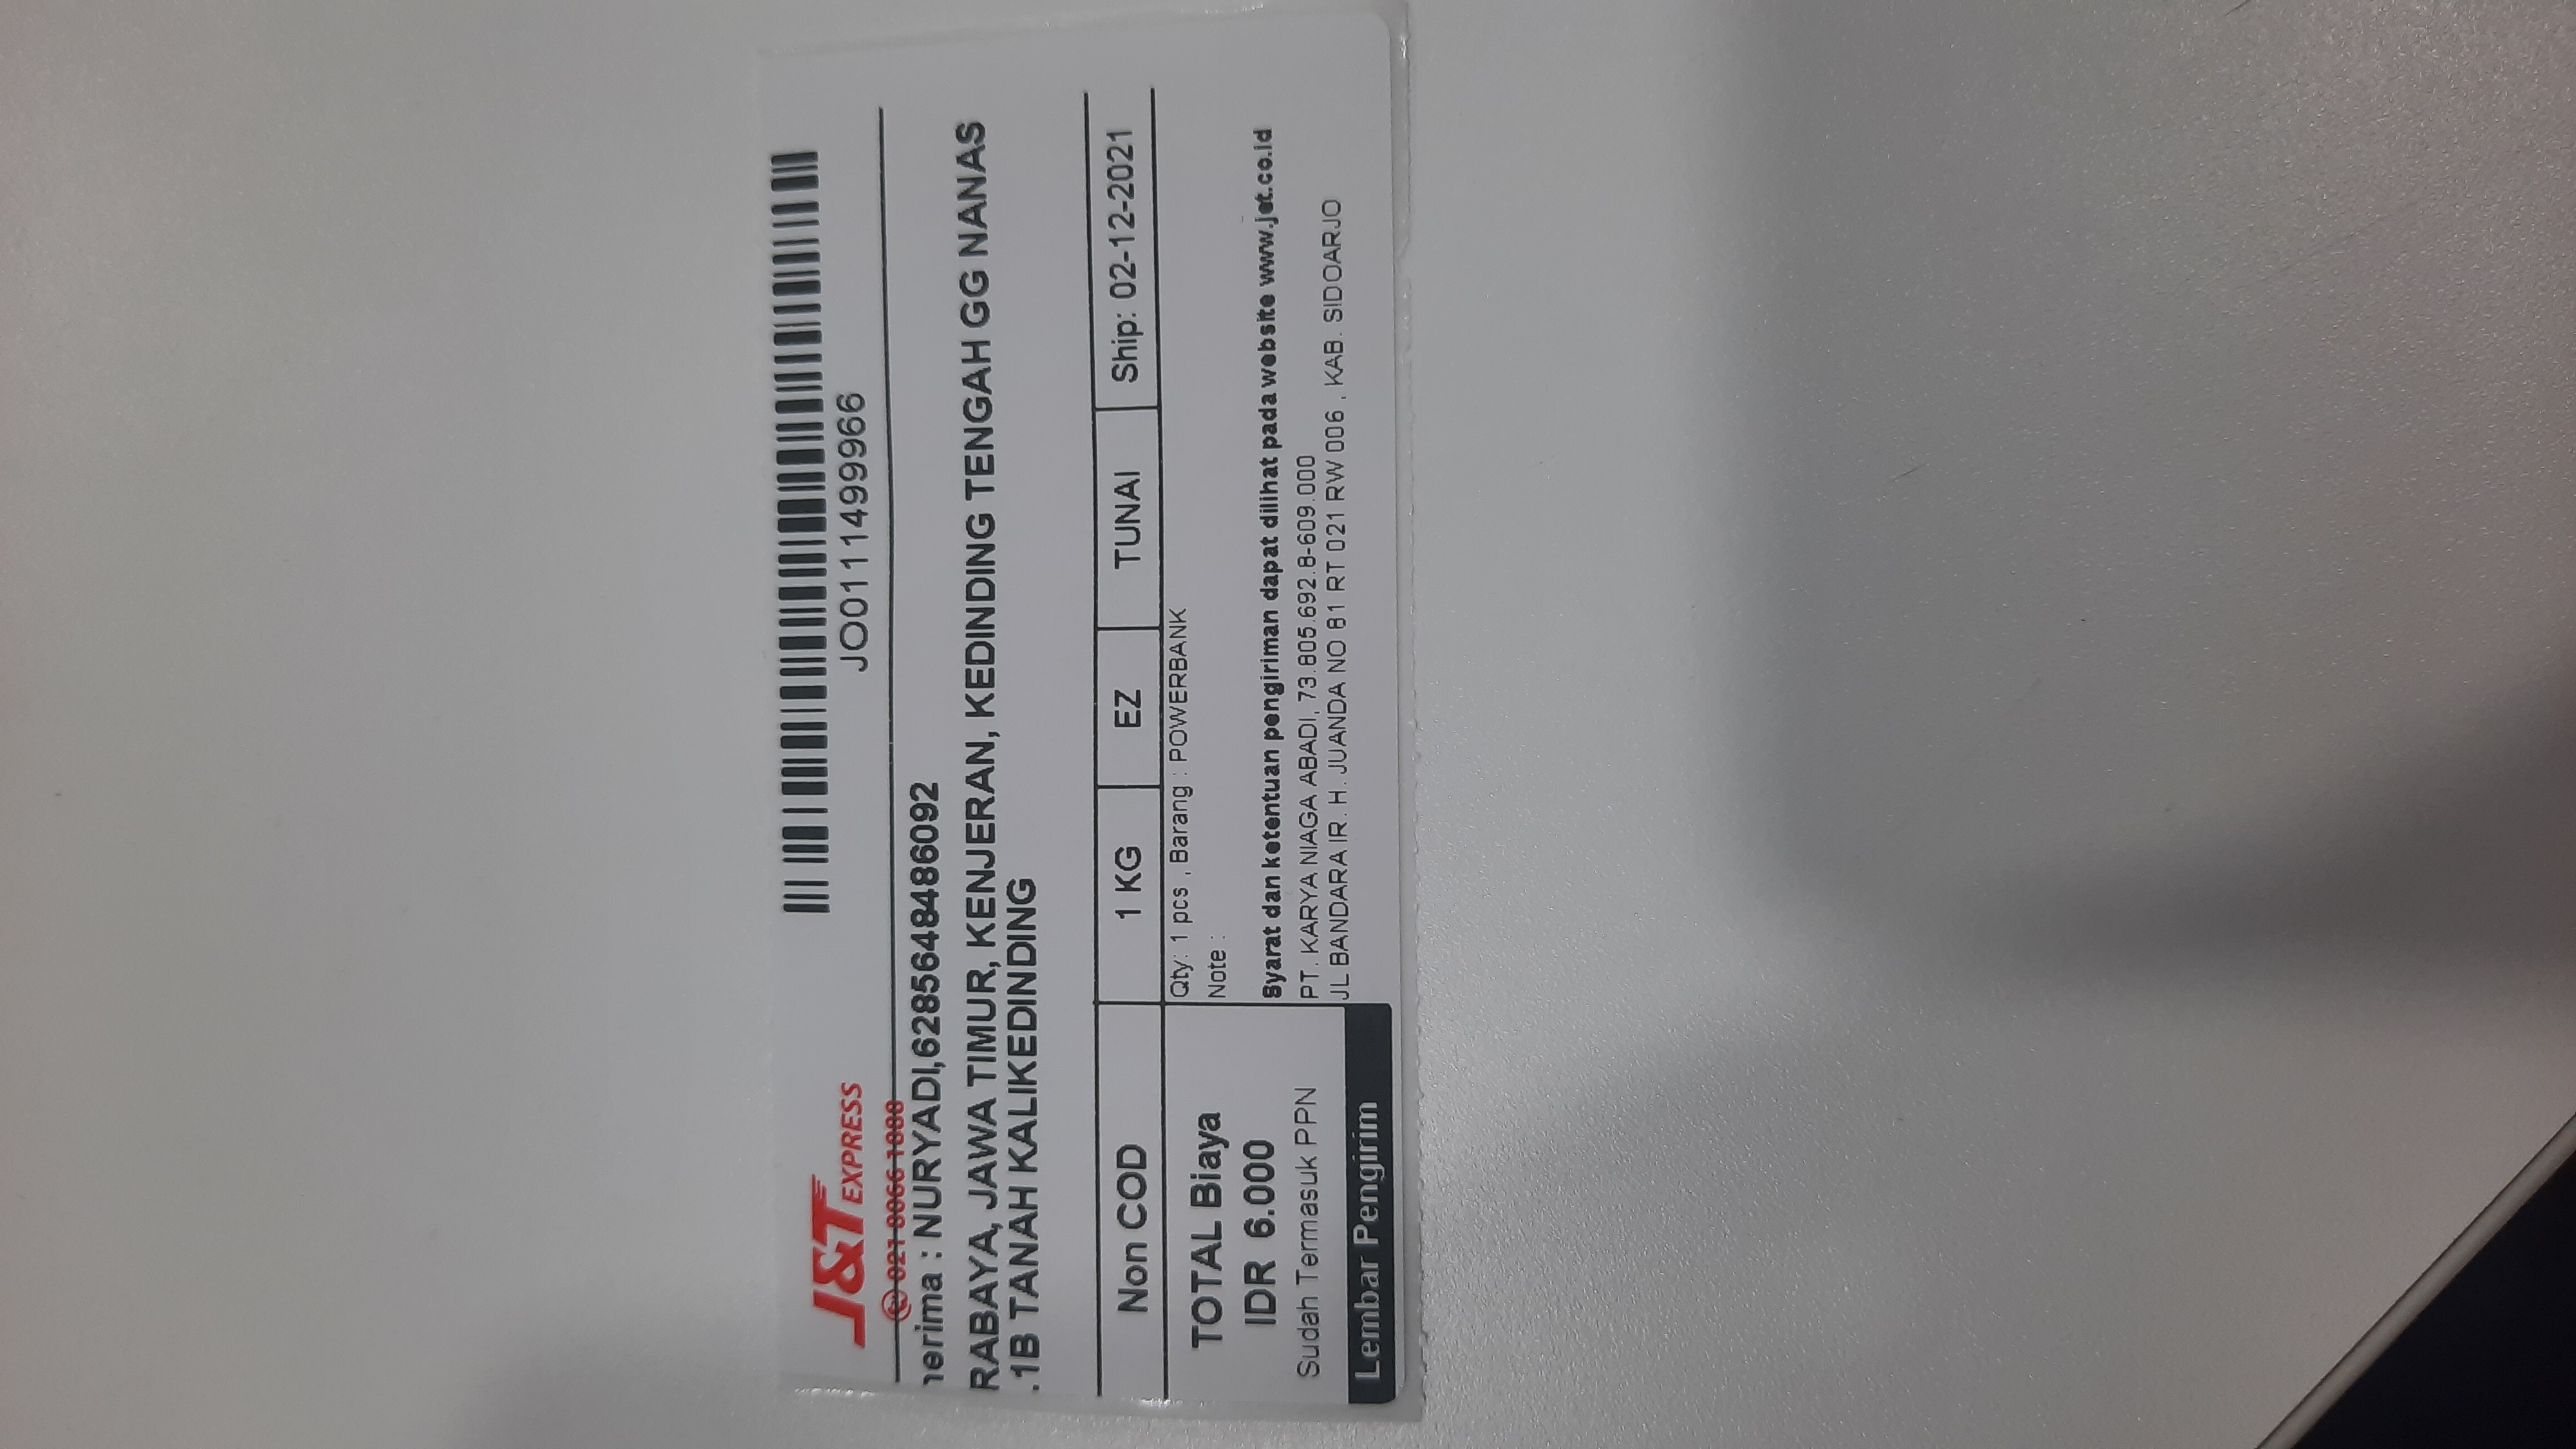 J&T EXPRESS
JO0111499966
021 8066 1888
nerima : NURYADI,6285648486092
RABAYA, JAWA TIMUR, KENJERAN, KEDINDING TENGAH GG NANAS
.1B TANAH KALIKEDINDING
Non COD 1 KG EZ TUNAI Ship: 02-12-2021
Qty: 1 pcs , Barang : POWERBANK
Note :
TOTAL Biaya
IDR 6.000
Sudah Termasuk PPN
Lembar Pengirim
Syarat dan ketentuan pengiriman dapat dilihat pada website www.jet.co.id
PT. KARYA NIAGA ABADI, 73.805.692.8-609.000
JL BANDARA IR. H. JUANDA NO 81 RT 021 RW 006 , KAB. SIDOARJO